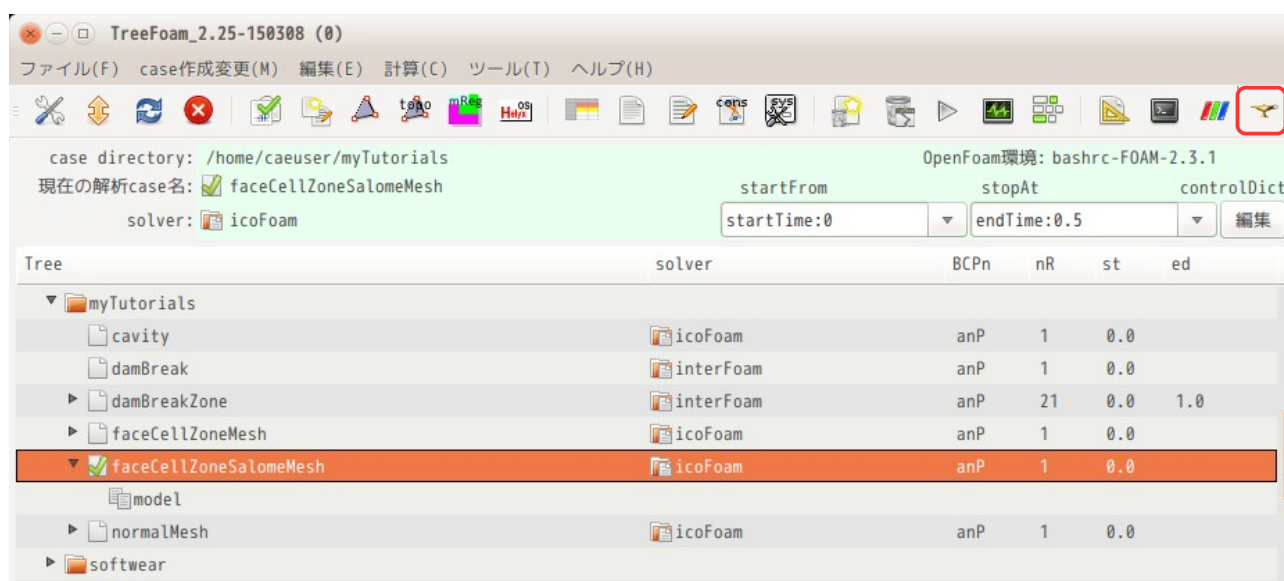 TreeFoam_2.25-150308 (0)
ファイル(F) case作成変更(M) 編集(E) 計算(C) ツール(T) ヘルプ(H)
topo mReg Helyx OS cons sys
case directory: /home/caeuser/myTutorials OpenFoam環境: bashrc-FOAM-2.3.1
現在の解析case名: faceCellZoneSalomeMesh startFrom stopAt controlDict
solver: icoFoam startTime:0 endTime:0.5 編集
Tree solver BCPn nR st ed
myTutorials
cavity icoFoam anP 1 0.0
damBreak interFoam anP 1 0.0
damBreakZone interFoam anP 21 0.0 1.0
faceCellZoneMesh icoFoam anP 1 0.0
faceCellZoneSalomeMesh icoFoam anP 1 0.0
model
normalMesh icoFoam anP 1 0.0
softwear